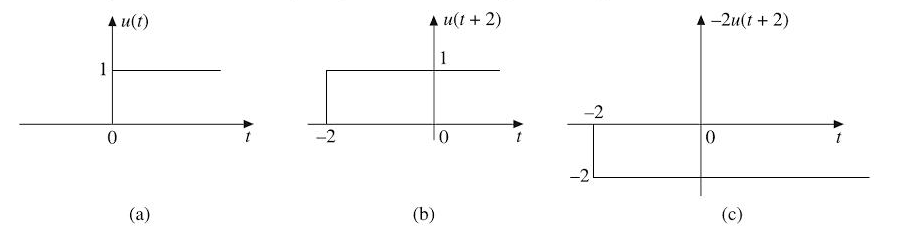 u(t)
1
0
t
(a)
u(t + 2)
1
–2
0
t
(b)
–2u(t + 2)
–2
0
t
–2
(c)